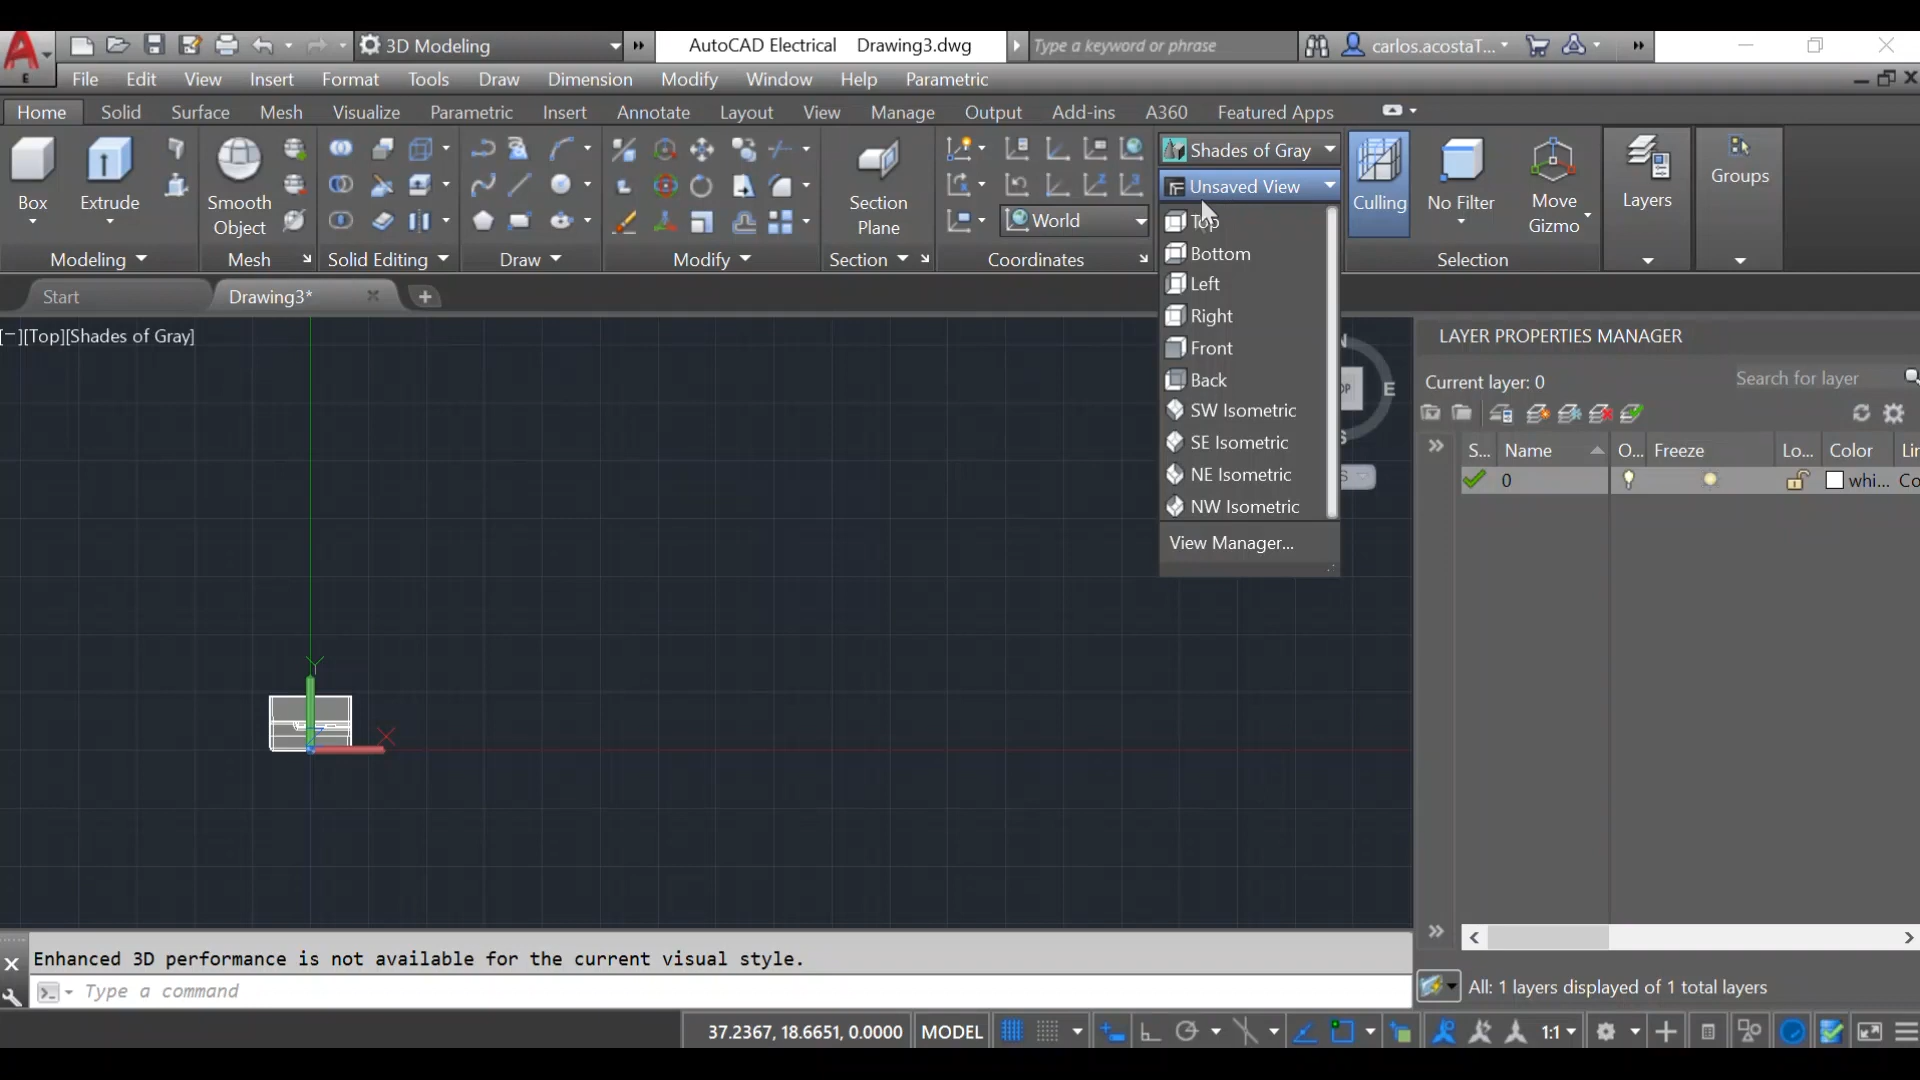 3D Modeling
AutoCAD Electrical Drawing3.dwg
Type a keyword or phrase
carlos.acostaT...
E
File Edit View Insert Format Tools Draw Dimension Modify Window Help Parametric
Home Solid Surface Mesh Visualize Parametric Insert Annotate Layout View Manage Output Add-ins A360 Featured Apps
Box
Extrude
Smooth
Object
Section
Plane
World
Shades of Gray
Unsaved View
Culling
No Filter
Move
Gizmo
Layers
Groups
Modeling
Mesh
Solid Editing
Draw
Modify
Section
Coordinates
Selection
Top
Bottom
Left
Right
Front
Back
SW Isometric
SE Isometric
NE Isometric
NW Isometric
View Manager...
Start
Drawing3*
[−][Top][Shades of Gray]
E
Y
X
LAYER PROPERTIES MANAGER
Current layer: 0
Search for layer
S... Name O... Freeze Lo... Color Lin
0 whi... Co
Enhanced 3D performance is not available for the current visual style.
Type a command
All: 1 layers displayed of 1 total layers
37.2367, 18.6651, 0.0000 MODEL 1:1